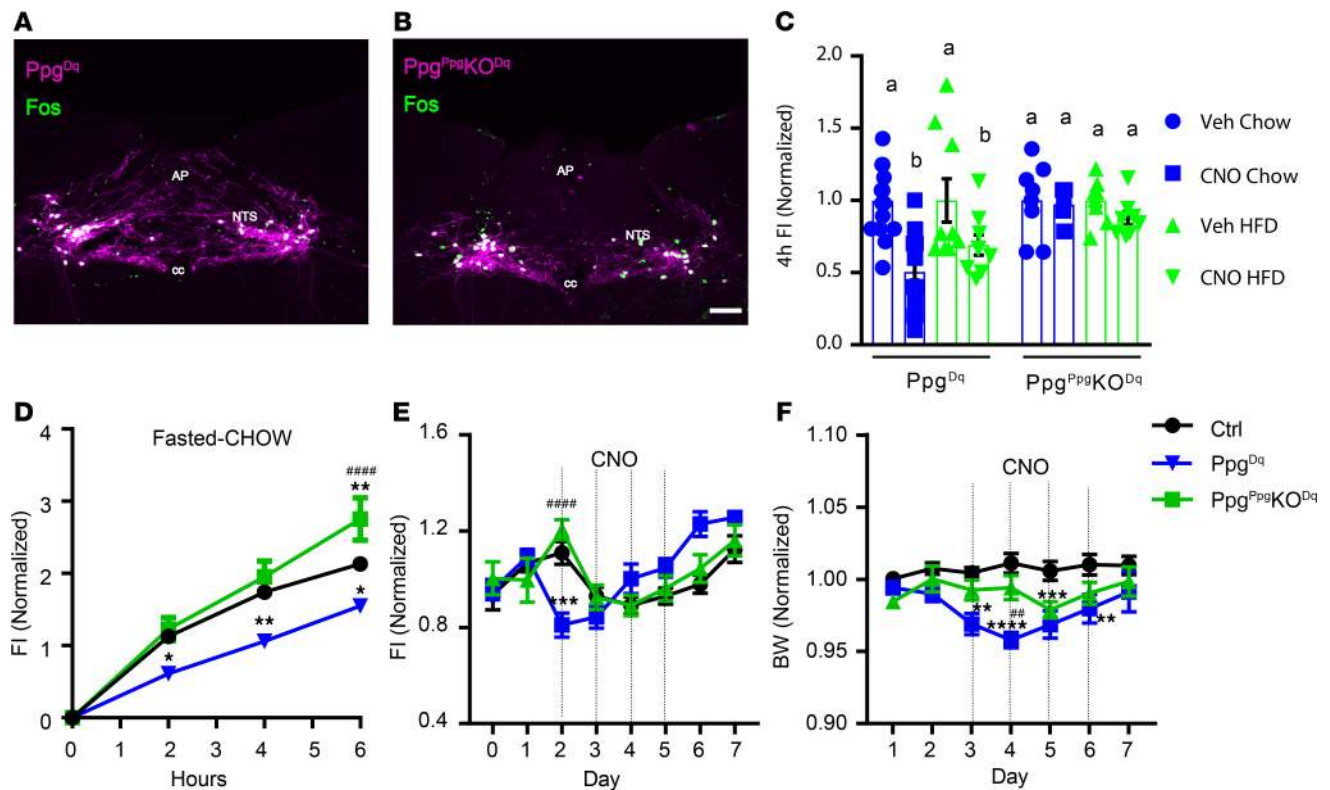 A
Ppg^Dq
Fos
AP
NTS
cc
B
Ppg^PpgKO^Dq
Fos
AP
NTS
cc
C
4h FI (Normalized)
2.0
1.5
1.0
0.5
0.0
a
b
a
b
a
a
a
a
Ppg^Dq
Ppg^PpgKO^Dq
Veh Chow
CNO Chow
Veh HFD
CNO HFD
D
Fasted-CHOW
FI (Normalized)
4
3
2
1
0
*
**
####
**
*
0 1 2 3 4 5 6
Hours
E
CNO
FI (Normalized)
1.6
1.2
0.8
0.4
####
***
0 1 2 3 4 5 6 7
Day
F
CNO
BW (Normalized)
1.10
1.05
1.00
0.95
0.90
**
##
****
***
**
1 2 3 4 5 6 7
Day
Ctrl
Ppg^Dq
Ppg^PpgKO^Dq